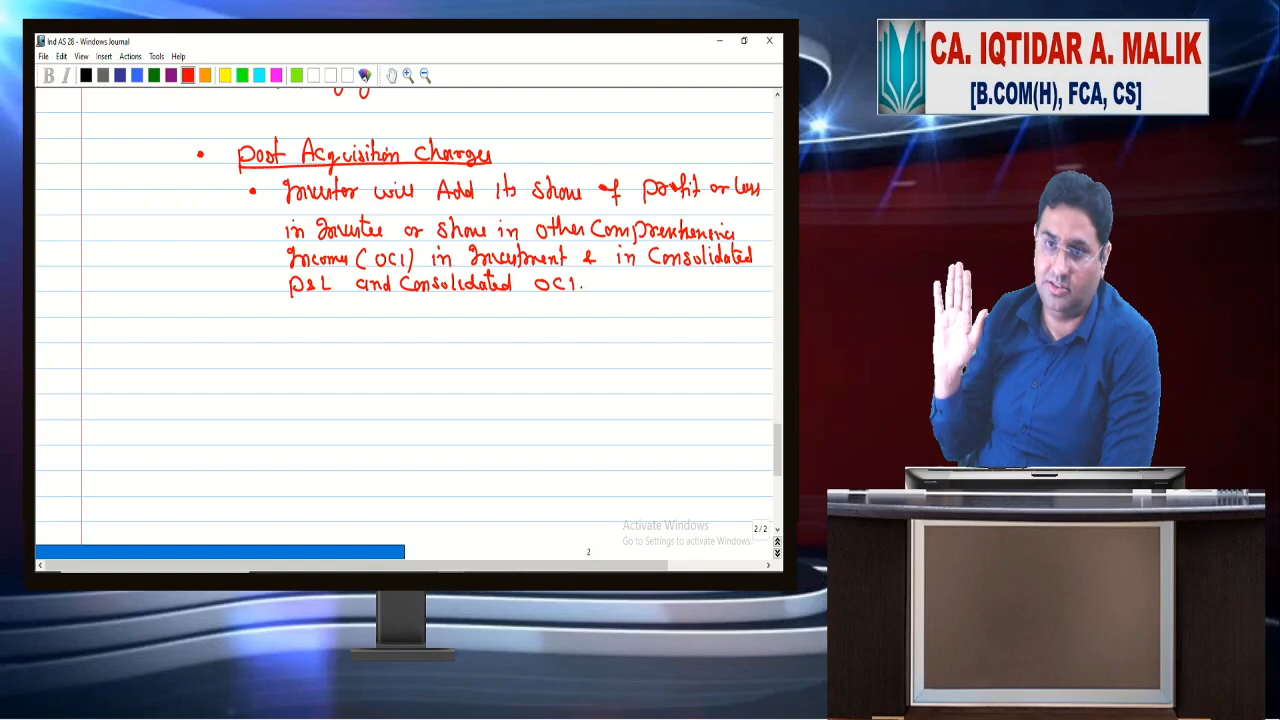 Ind AS 28 - Windows Journal
File Edit View Insert Actions Tools Help
B I
CA. IQTIDAR A. MALIK
[B.COM(H), FCA, CS]
• Post Acquisition Charges
• Investor will Add its share of profit or loss
in Investee or share in other Comprehensive
Income (OCI) in Investment & in Consolidated
P&L and Consolidated OCI.
Activate Windows
Go to Settings to activate Windows.
2 / 2
2